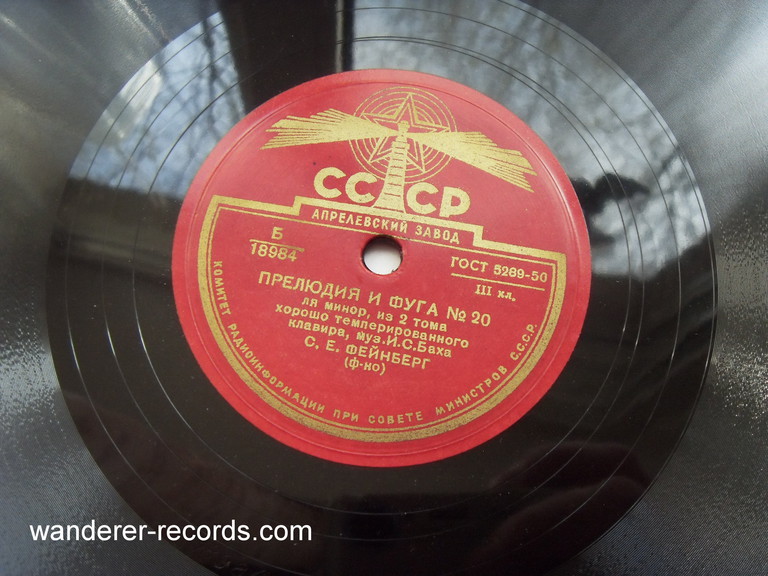 СССР
АПРЕЛЕВСКИЙ ЗАВОД
Б
18984
ГОСТ 5289-50
III кл.
ПРЕЛЮДИЯ И ФУГА № 20
ля минор, из 2 тома
хорошо темперированного
клавира, муз.И.С.Баха
С. Е. ФЕЙНБЕРГ
(ф-но)
КОМИТЕТ РАДИОИНФОРМАЦИИ ПРИ СОВЕТЕ МИНИСТРОВ СССР.
wanderer-records.com